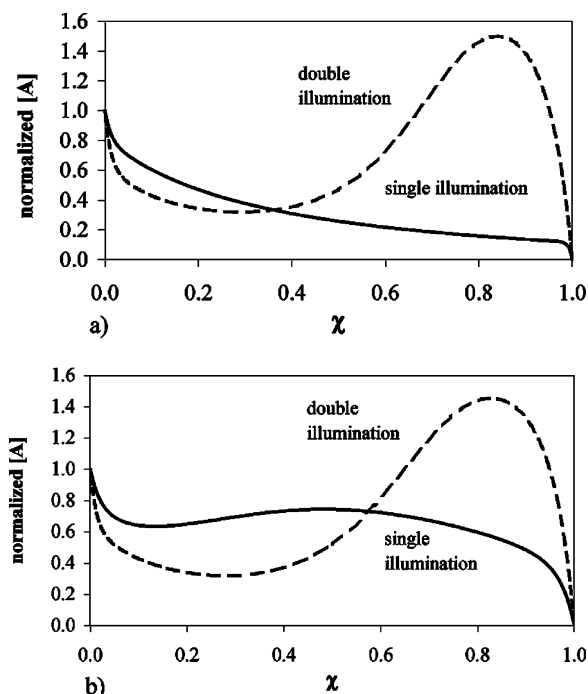 1.6
1.4
1.2
1.0
0.8
0.6
0.4
0.2
0.0
normalized [A]
double
illumination
single illumination
0.0 0.2 0.4 0.6 0.8 1.0
χ
a)
1.6
1.4
1.2
1.0
0.8
0.6
0.4
0.2
0.0
normalized [A]
double
illumination
single
illumination
0.0 0.2 0.4 0.6 0.8 1.0
χ
b)